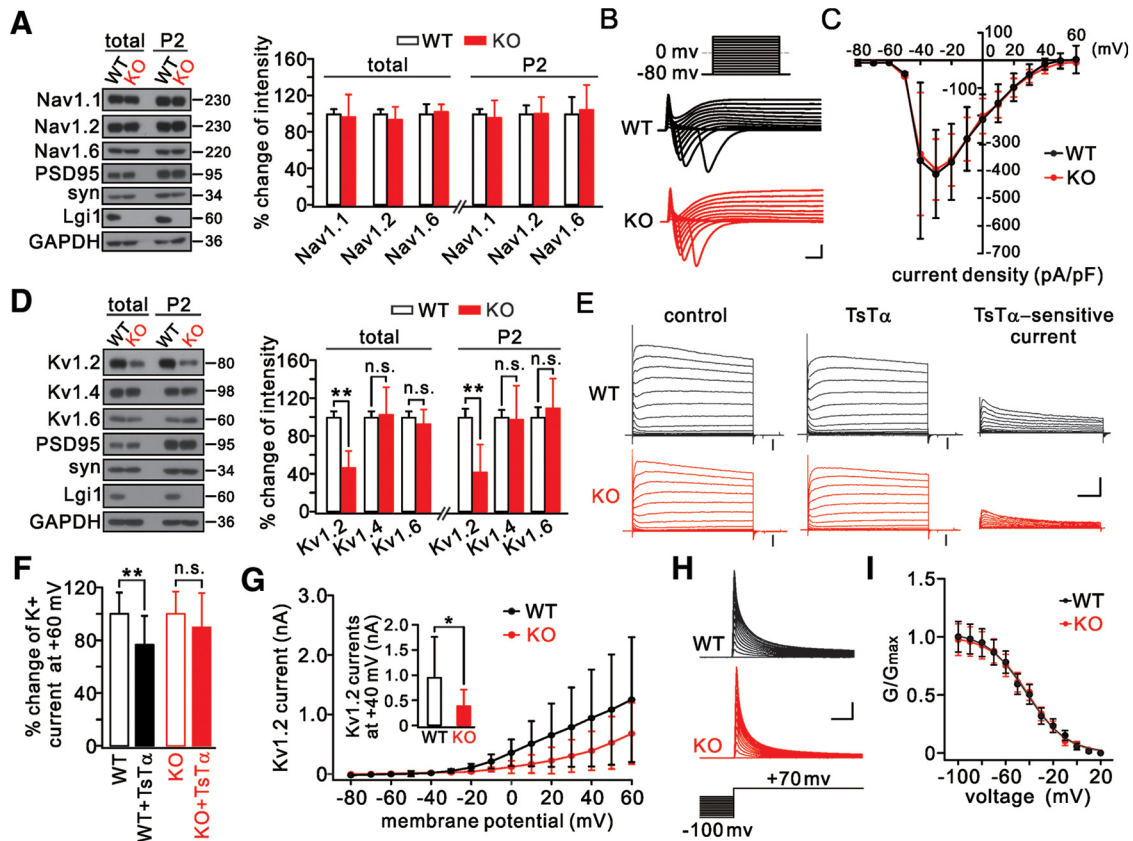 A
total P2
WT KO WT KO
Nav1.1 230
Nav1.2 230
Nav1.6 220
PSD95 95
syn 34
Lgi1 60
GAPDH 36
WT KO
total P2
% change of intensity
160
120
80
40
0
Nav1.1 Nav1.2 Nav1.6 Nav1.1 Nav1.2 Nav1.6
B
0 mv
-80 mv
WT
KO
C
-80 -60 -40 -20 0 20 40 60 (mV)
-100
-300
-400
-500
-600
-700
WT
KO
current density (pA/pF)
D
total P2
WT KO WT KO
Kv1.2 80
Kv1.4 98
Kv1.6 60
PSD95 95
syn 34
Lgi1 60
GAPDH 36
WT KO
total P2
% change of intensity
160
120
80
40
0
** n.s. n.s. ** n.s. n.s.
Kv1.2 Kv1.4 Kv1.6 Kv1.2 Kv1.4 Kv1.6
E
control TsTα TsTα–sensitive
current
WT
KO
F
% change of K+
current at +60 mV
120
80
40
0
** n.s.
WT WT+TsTα KO KO+TsTα
G
Kv1.2 current (nA)
3.0
2.0
1.0
0
Kv1.2 currents
at +40 mV (nA)
2.0
1.5
1.0
0.5
0.0
*
WT KO
WT
KO
-80 -60 -40 -20 0 20 40 60
membrane potential (mV)
H
WT
KO
+70 mv
-100 mv
I
G/Gmax
1.5
1.0
0.5
0
WT
KO
-100 -80 -60 -40 -20 0 20
voltage (mV)